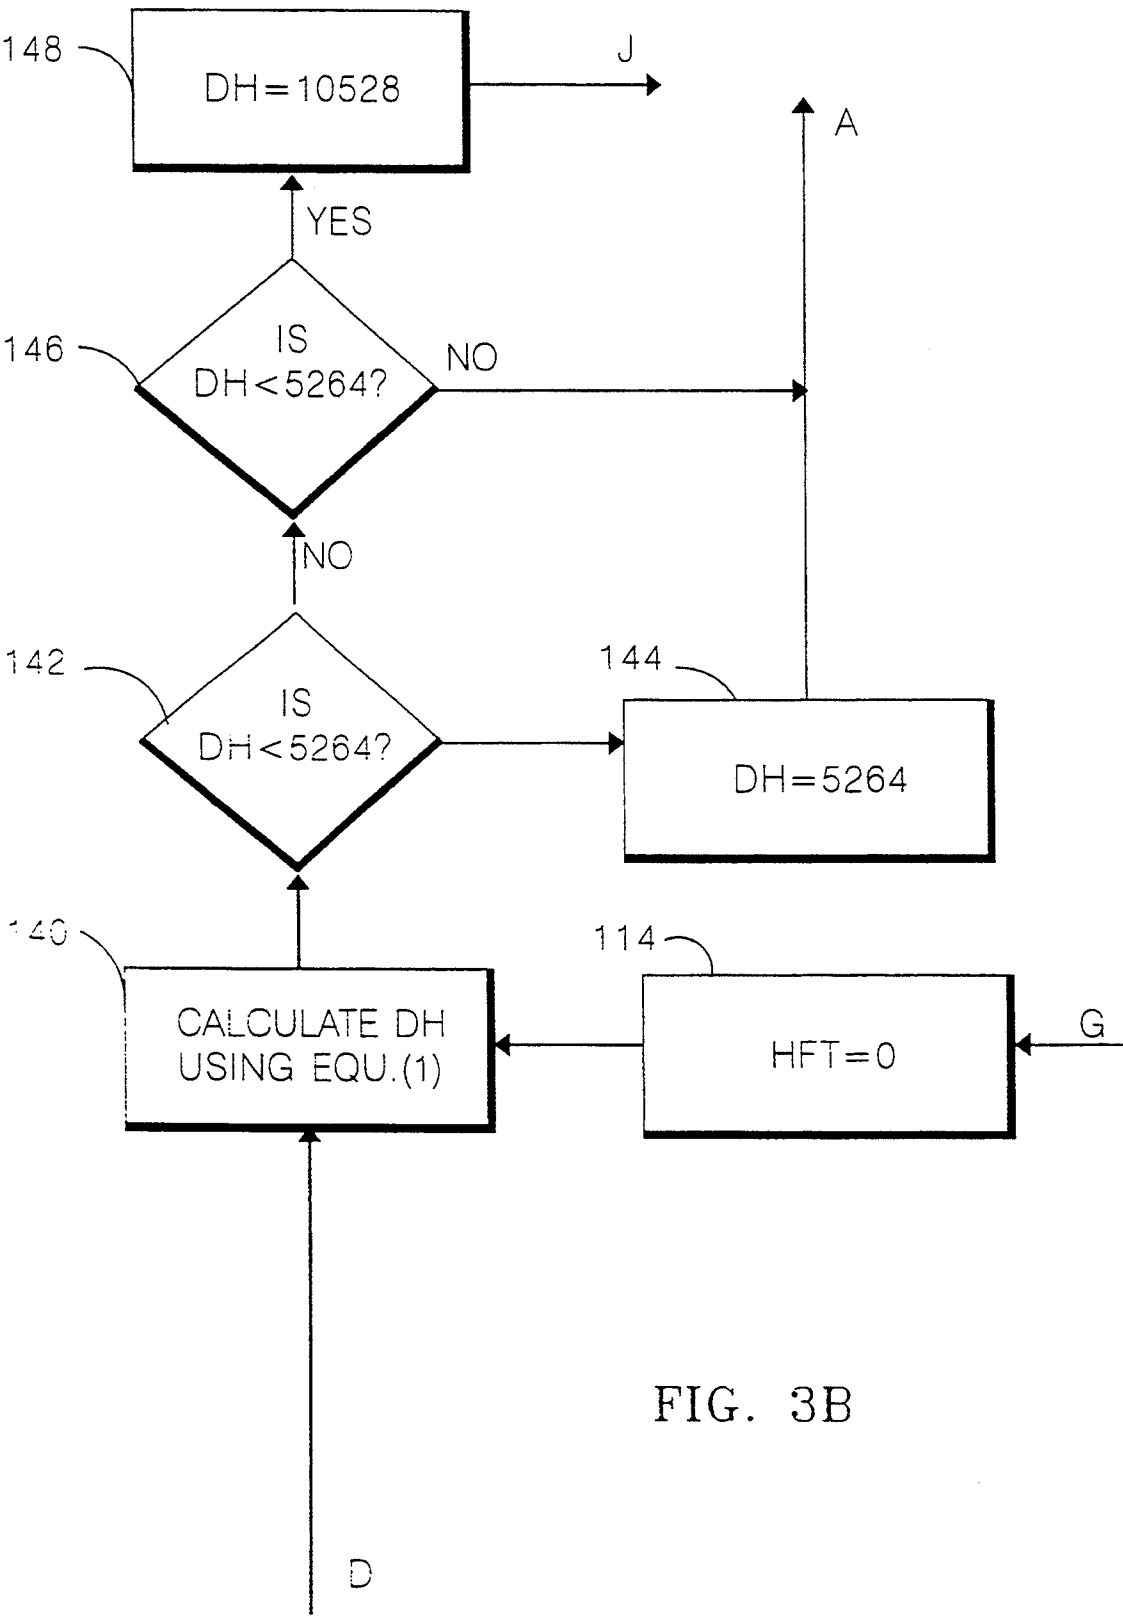 148
DH=10528
J
A
YES
146
IS
DH<5264?
NO
NO
142
IS
DH<5264?
144
DH=5264
140
CALCULATE DH
USING EQU.(1)
114
HFT=0
G
FIG. 3B
D